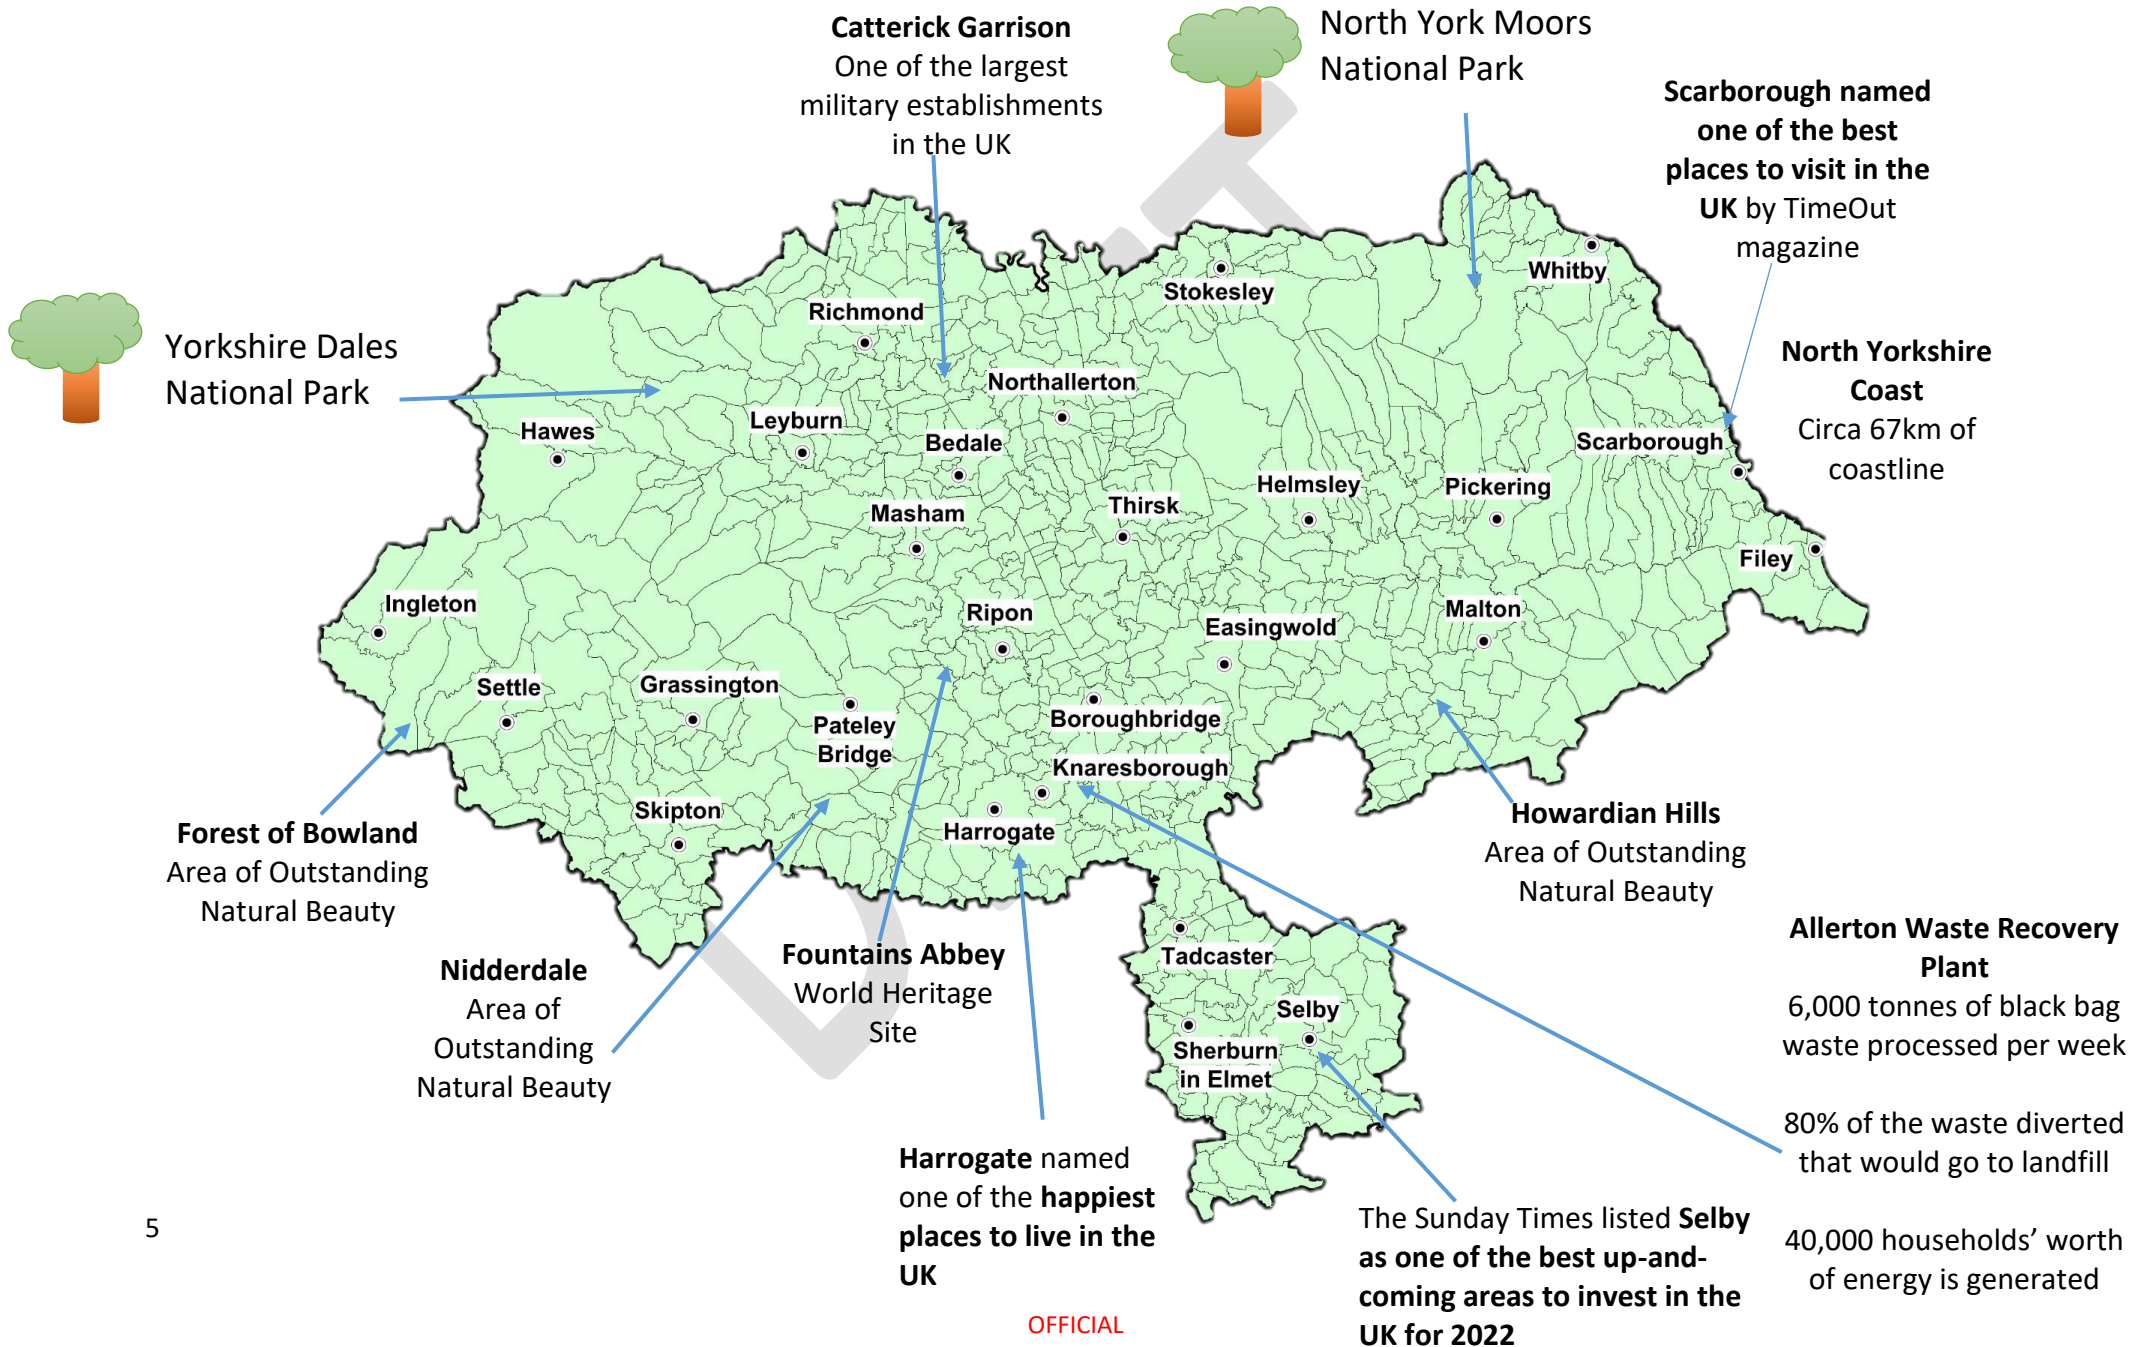 Catterick Garrison
One of the largest
military establishments
in the UK
North York Moors
National Park
Scarborough named
one of the best
places to visit in the
UK by TimeOut
magazine
Yorkshire Dales
National Park
North Yorkshire
Coast
Circa 67km of
coastline
Whitby
Stokesley
Richmond
Northallerton
Hawes
Leyburn
Bedale
Scarborough
Masham
Thirsk
Helmsley
Pickering
Filey
Ingleton
Ripon
Easingwold
Malton
Settle
Grassington
Pateley
Bridge
Boroughbridge
Knaresborough
Skipton
Harrogate
Tadcaster
Selby
Sherburn
in Elmet
Forest of Bowland
Area of Outstanding
Natural Beauty
Howardian Hills
Area of Outstanding
Natural Beauty
Nidderdale
Area of
Outstanding
Natural Beauty
Fountains Abbey
World Heritage
Site
Allerton Waste Recovery
Plant
6,000 tonnes of black bag
waste processed per week
80% of the waste diverted
that would go to landfill
40,000 households’ worth
of energy is generated
Harrogate named
one of the happiest
places to live in the
UK
The Sunday Times listed Selby
as one of the best up-and-
coming areas to invest in the
UK for 2022
5
OFFICIAL